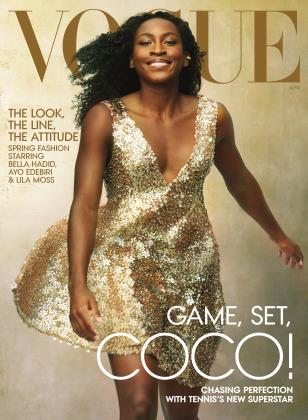 VOGUE
APR
THE LOOK,
THE LINE,
THE ATTITUDE
SPRING FASHION
STARRING
BELLA HADID,
AYO EDEBIRI
& LILA MOSS
GAME, SET,
COCO!
CHASING PERFECTION
WITH TENNIS'S NEW SUPERSTAR